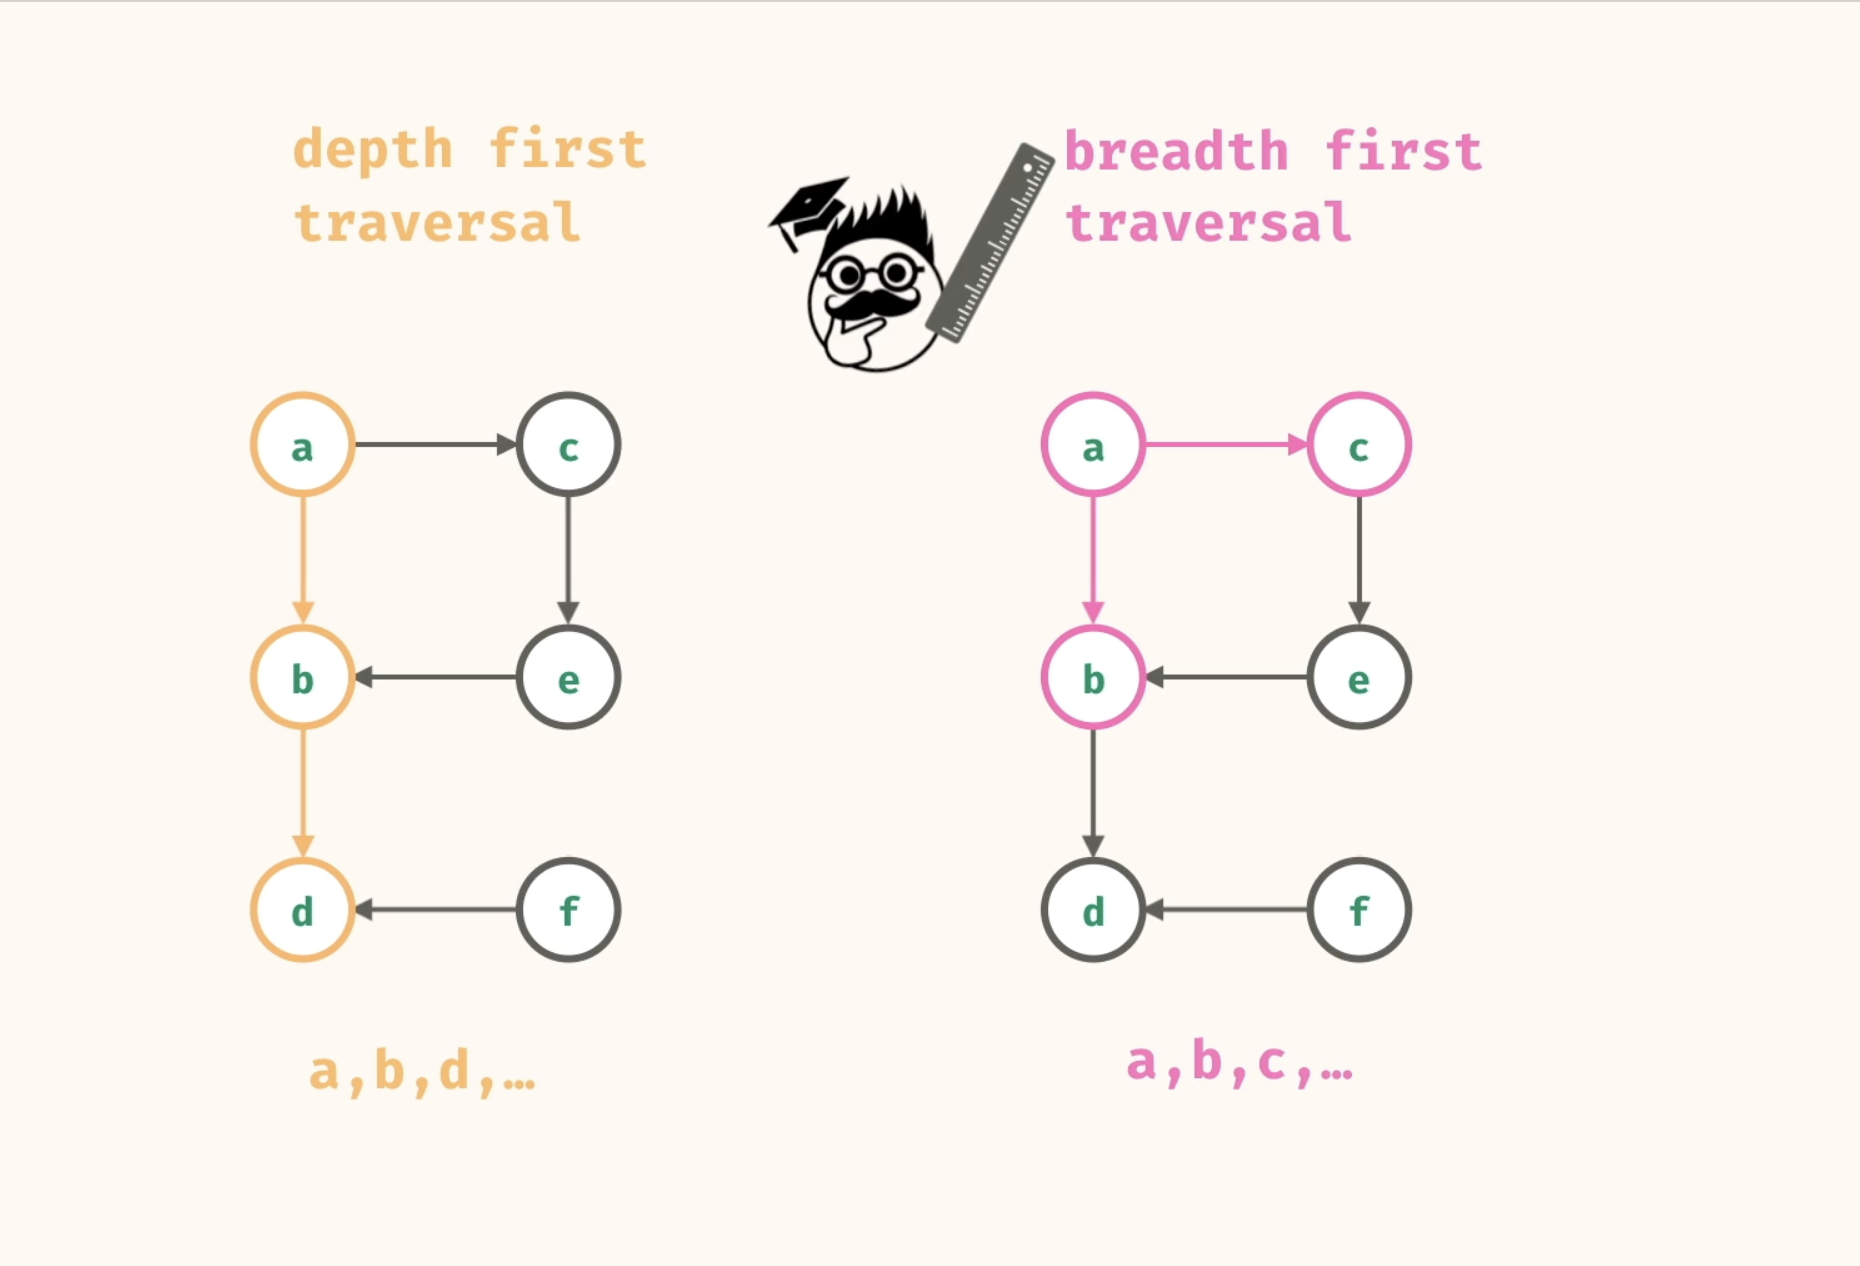 depth first
traversal
breadth first
traversal
a
c
b
e
d
f
a,b,d,…
a
c
b
e
d
f
a,b,c,…